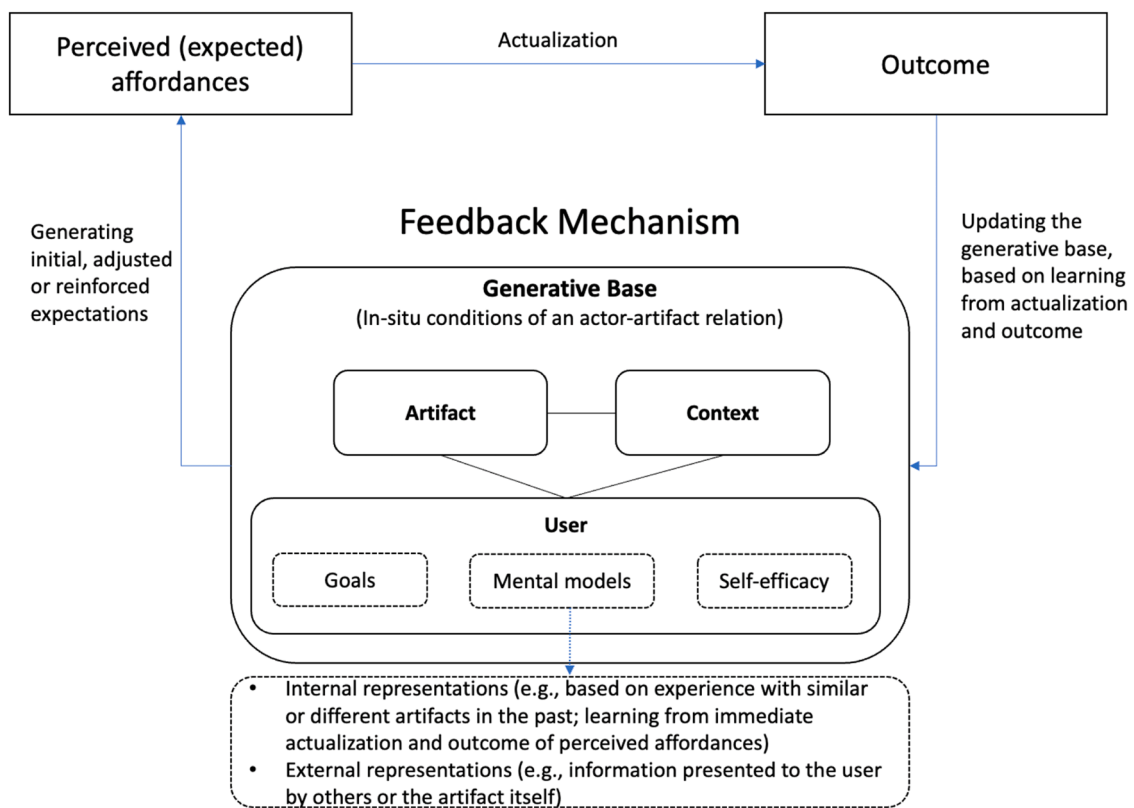 Perceived (expected)
affordances
Actualization
Outcome
Generating
initial, adjusted
or reinforced
expectations
Feedback Mechanism
Updating the
generative base,
based on learning
from actualization
and outcome
Generative Base
(In-situ conditions of an actor-artifact relation)
Artifact
Context
User
Goals
Mental models
Self-efficacy
• Internal representations (e.g., based on experience with similar
or different artifacts in the past; learning from immediate
actualization and outcome of perceived affordances)
• External representations (e.g., information presented to the user
by others or the artifact itself)